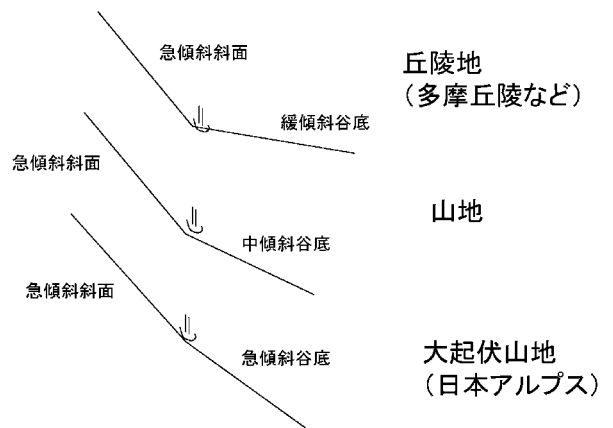 急傾斜斜面
緩傾斜谷底
丘陵地
（多摩丘陵など）
急傾斜斜面
中傾斜谷底
山地
急傾斜斜面
急傾斜谷底
大起伏山地
（日本アルプス）